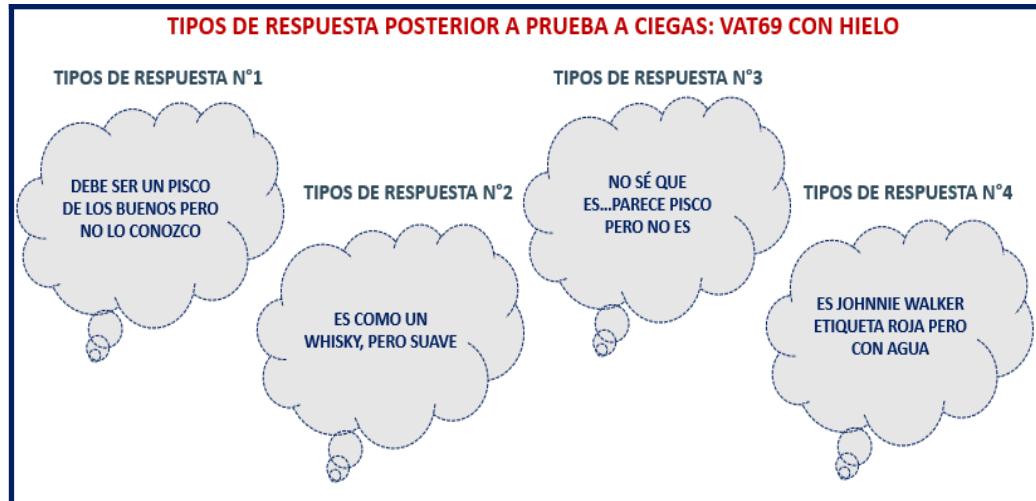 TIPOS DE RESPUESTA POSTERIOR A PRUEBA A CIEGAS: VAT69 CON HIELO
TIPOS DE RESPUESTA N°1
DEBE SER UN PISCO
DE LOS BUENOS PERO
NO LO CONOZCO
TIPOS DE RESPUESTA N°2
ES COMO UN
WHISKY, PERO SUAVE
TIPOS DE RESPUESTA N°3
NO SÉ QUE
ES...PARECE PISCO
PERO NO ES
TIPOS DE RESPUESTA N°4
ES JOHNNIE WALKER
ETIQUETA ROJA PERO
CON AGUA